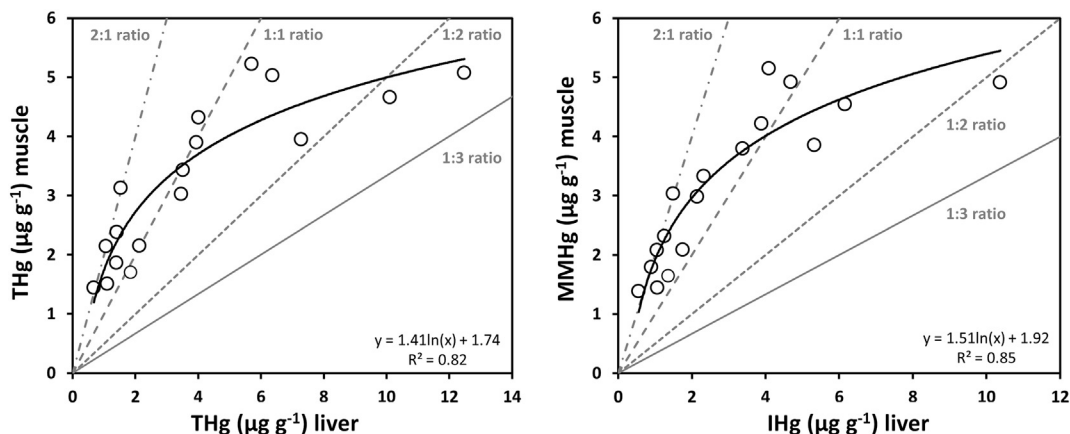 6
5
4
3
2
1
0
THg (µg g⁻¹) muscle
2:1 ratio
1:1 ratio
1:2 ratio
1:3 ratio
y = 1.41ln(x) + 1.74
R² = 0.82
0 2 4 6 8 10 12 14
THg (µg g⁻¹) liver
6
5
4
3
2
1
0
MMHg (µg g⁻¹) muscle
2:1 ratio
1:1 ratio
1:2 ratio
1:3 ratio
y = 1.51ln(x) + 1.92
R² = 0.85
0 2 4 6 8 10 12
IHg (µg g⁻¹) liver